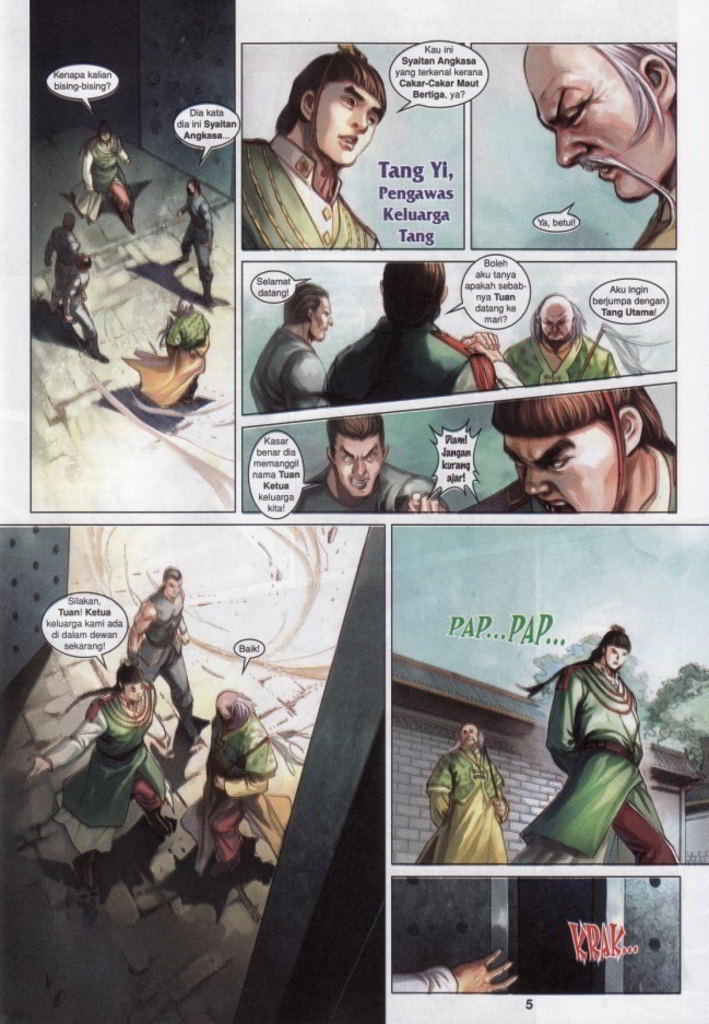 Kenapa kalian
bising-bising?
Dia kata
dia ini Syaitan
Angkasa...
Kau ini
Syaitan Angkasa
yang terkenal kerana
Cakar-Cakar Maut
Bertiga, ya?
Tang Yi,
Pengawas
Keluarga
Tang
Ya, betul!
Selamat
datang!
Boleh
aku tanya
apakah sebab-
nya Tuan
datang ke
mari?
Aku ingin
berjumpa dengan
Tang Utama!
Kasar
benar dia
memanggil
nama Tuan
Ketua
keluarga
kita!
Diam!
Jangan
kurang
ajar!
Silakan,
Tuan! Ketua
keluarga kami ada
di dalam dewan
sekarang!
Baik!
PAP...PAP...
KRAK...
5